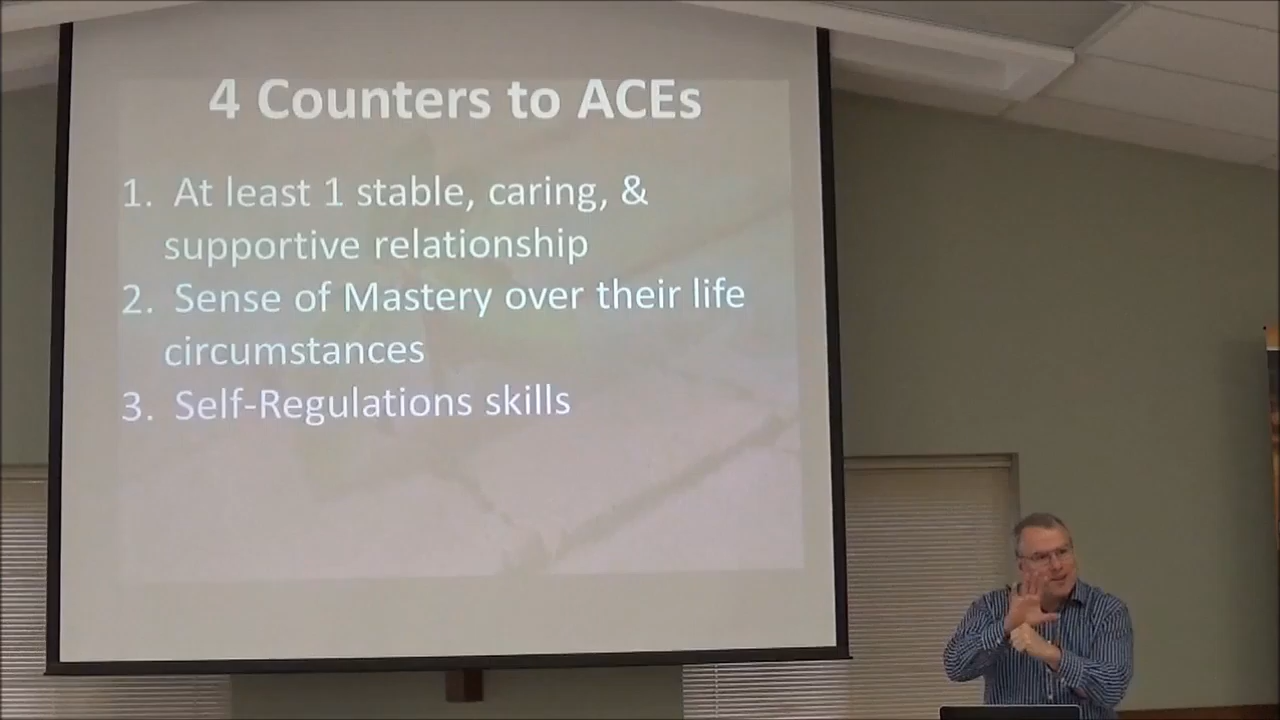 4 Counters to ACEs
1. At least 1 stable, caring, &
supportive relationship
2. Sense of Mastery over their life
circumstances
3. Self-Regulations skills